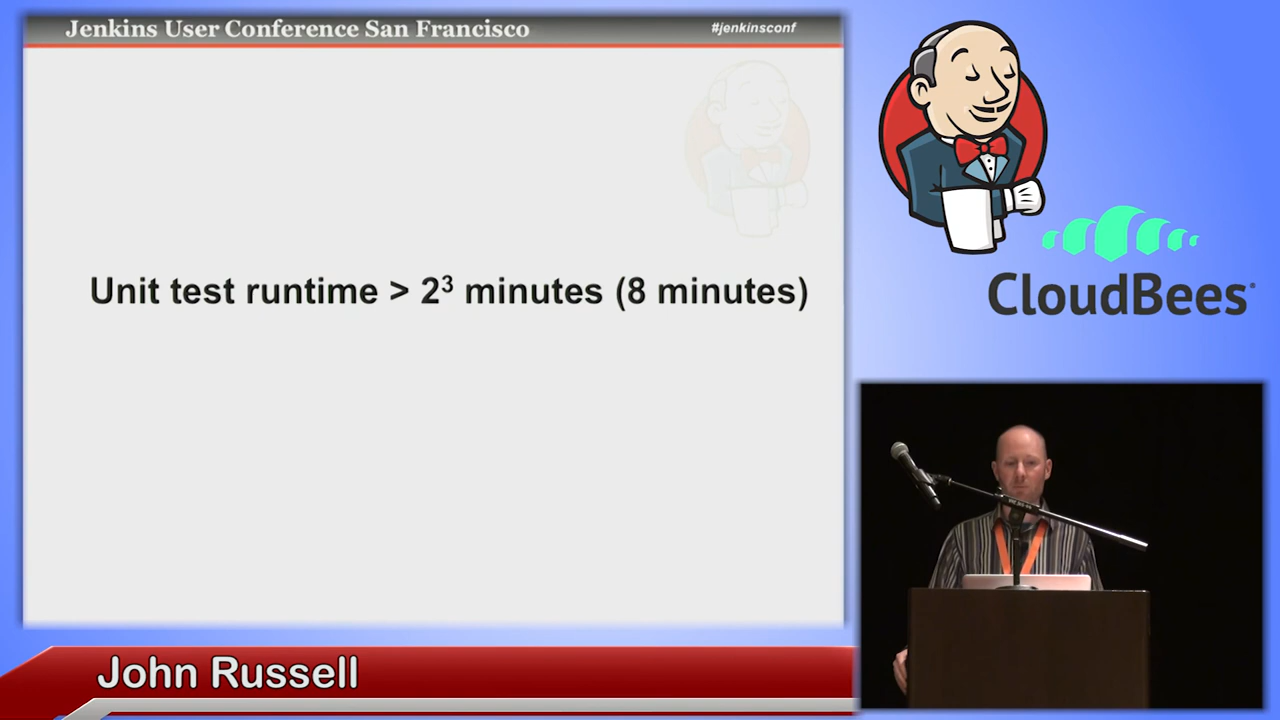 Jenkins User Conference San Francisco
#jenkinsconf
Unit test runtime > 2³ minutes (8 minutes)
CloudBees
John Russell